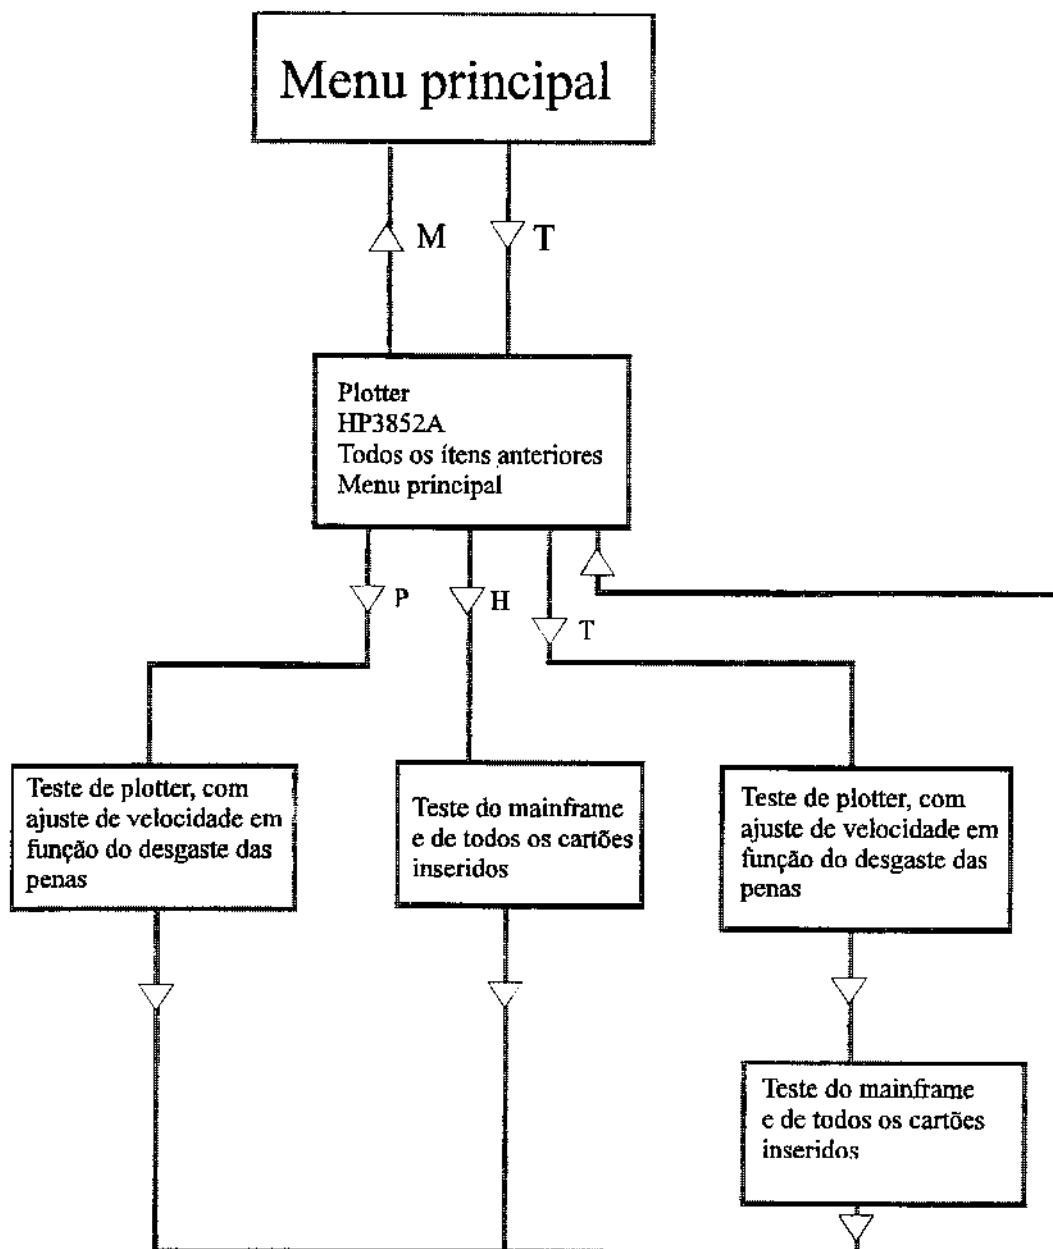 Menu principal
M
T
Plotter
HP3852A
Todos os ítens anteriores
Menu principal
P
H
T
Teste de plotter, com
ajuste de velocidade em
função do desgaste das
penas
Teste do mainframe
e de todos os cartões
inseridos
Teste de plotter, com
ajuste de velocidade em
função do desgaste das
penas
Teste do mainframe
e de todos os cartões
inseridos